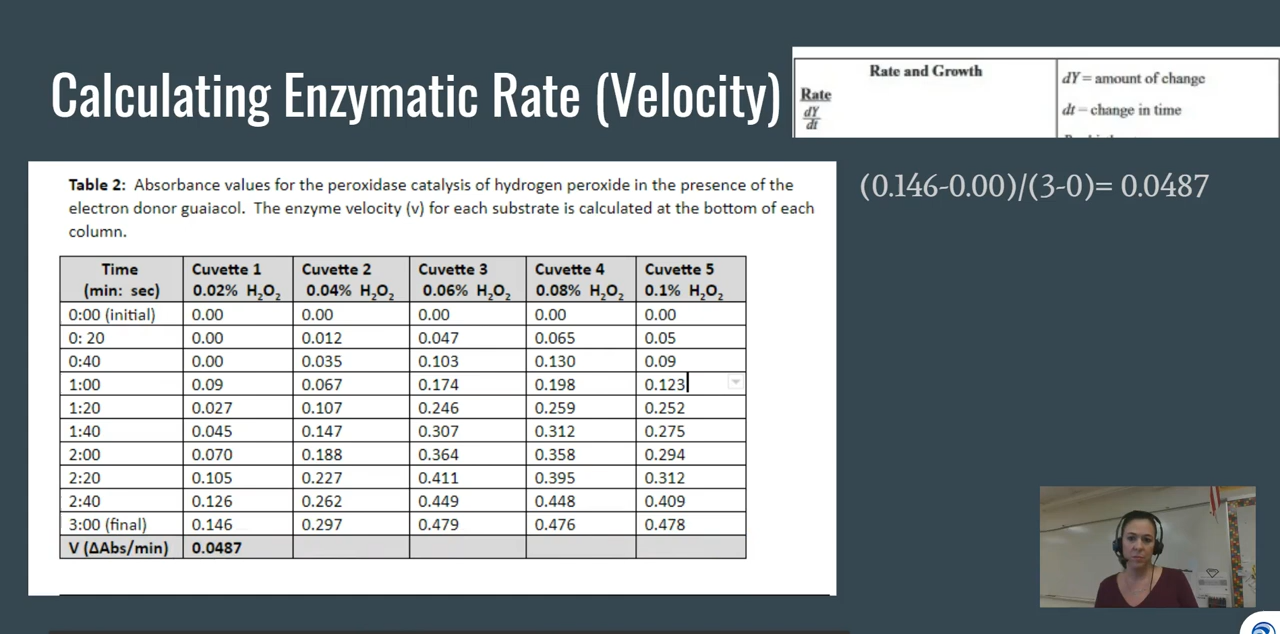 Calculating Enzymatic Rate (Velocity)
Rate and Growth
Rate
dY
dt
dY = amount of change
dt = change in time
(0.146-0.00)/(3-0)= 0.0487
Table 2: Absorbance values for the peroxidase catalysis of hydrogen peroxide in the presence of the
electron donor guaiacol. The enzyme velocity (v) for each substrate is calculated at the bottom of each
column.
Time Cuvette 1 Cuvette 2 Cuvette 3 Cuvette 4 Cuvette 5
(min: sec) 0.02% H₂O₂ 0.04% H₂O₂ 0.06% H₂O₂ 0.08% H₂O₂ 0.1% H₂O₂
0:00 (initial) 0.00 0.00 0.00 0.00 0.00
0: 20 0.00 0.012 0.047 0.065 0.05
0:40 0.00 0.035 0.103 0.130 0.09
1:00 0.09 0.067 0.174 0.198 0.123
1:20 0.027 0.107 0.246 0.259 0.252
1:40 0.045 0.147 0.307 0.312 0.275
2:00 0.070 0.188 0.364 0.358 0.294
2:20 0.105 0.227 0.411 0.395 0.312
2:40 0.126 0.262 0.449 0.448 0.409
3:00 (final) 0.146 0.297 0.479 0.476 0.478
V (ΔAbs/min) 0.0487